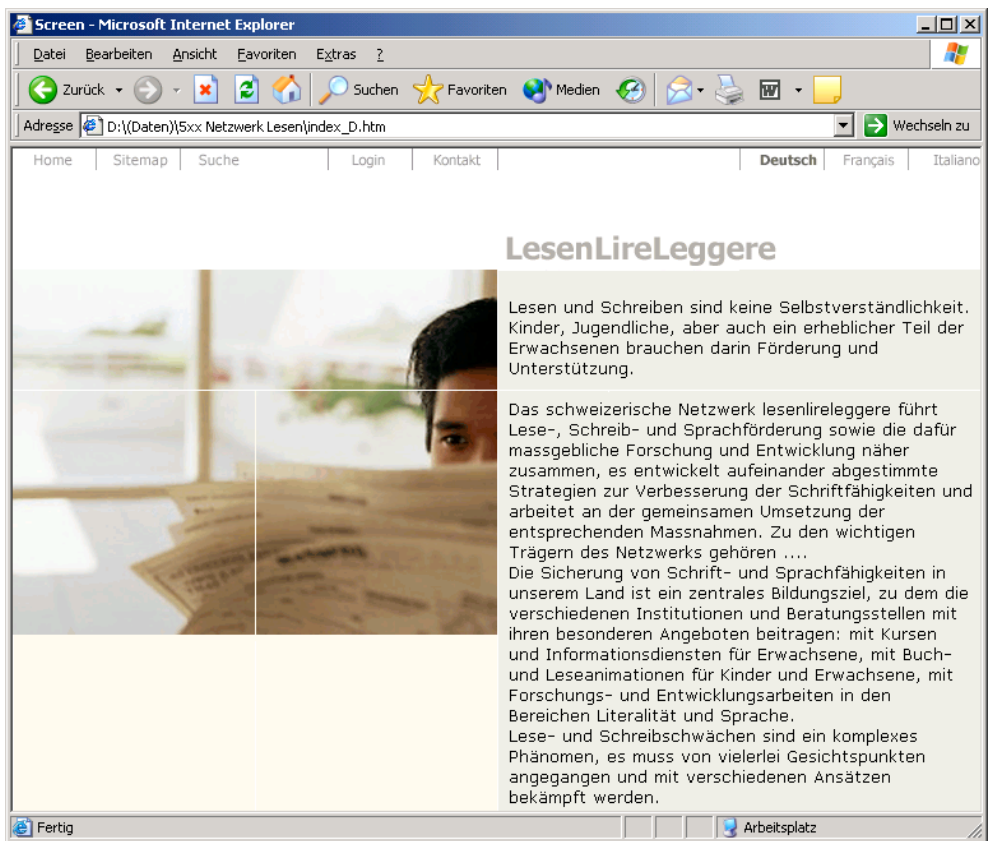 Screen - Microsoft Internet Explorer
Datei Bearbeiten Ansicht Favoriten Extras ?
Zurück Suchen Favoriten Medien
Adresse D:\(Daten)\5xx Netzwerk Lesen\index_D.htm Wechseln zu
Home Sitemap Suche Login Kontakt Deutsch Français Italiano
LesenLireLeggere
Lesen und Schreiben sind keine Selbstverständlichkeit.
Kinder, Jugendliche, aber auch ein erheblicher Teil der
Erwachsenen brauchen darin Förderung und
Unterstützung.
Das schweizerische Netzwerk lesenlireleggere führt
Lese-, Schreib- und Sprachförderung sowie die dafür
massgebliche Forschung und Entwicklung näher
zusammen, es entwickelt aufeinander abgestimmte
Strategien zur Verbesserung der Schriftfähigkeiten und
arbeitet an der gemeinsamen Umsetzung der
entsprechenden Massnahmen. Zu den wichtigen
Trägern des Netzwerks gehören ....
Die Sicherung von Schrift- und Sprachfähigkeiten in
unserem Land ist ein zentrales Bildungsziel, zu dem die
verschiedenen Institutionen und Beratungsstellen mit
ihren besonderen Angeboten beitragen: mit Kursen
und Informationsdiensten für Erwachsene, mit Buch-
und Leseanimationen für Kinder und Erwachsene, mit
Forschungs- und Entwicklungsarbeiten in den
Bereichen Literalität und Sprache.
Lese- und Schreibschwächen sind ein komplexes
Phänomen, es muss von vielerlei Gesichtspunkten
angegangen und mit verschiedenen Ansätzen
bekämpft werden.
Fertig Arbeitsplatz